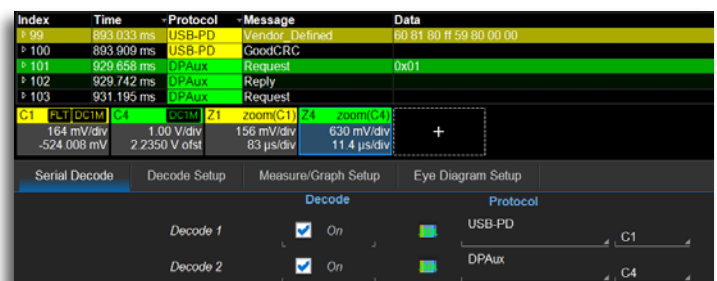 Index Time Protocol Message Data
99 893.033 ms USB-PD Vendor_Defined 60 81 80 ff 59 80 00 00
100 893.909 ms USB-PD GoodCRC
101 929.658 ms DPAux Request 0x01
102 929.742 ms DPAux Reply
103 931.195 ms DPAux Request
C1 FLT DC1M C4 DC1M Z1 zoom(C1) Z4 zoom(C4)
164 mV/div 1.00 V/div 156 mV/div 630 mV/div
-524.008 mV 2.2350 V ofst 83 µs/div 11.4 µs/div
+
Serial Decode Decode Setup Measure/Graph Setup Eye Diagram Setup
Decode Protocol
Decode 1 On USB-PD C1
Decode 2 On DPAux C4